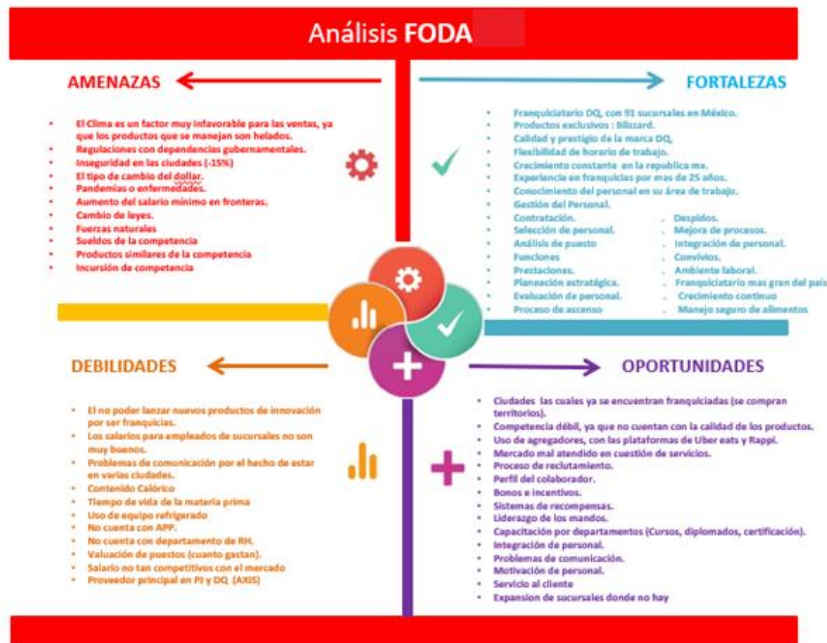 Análisis FODA
AMENAZAS
El Clima es un factor muy infavorable para las ventas, ya
que los productos que se manejan son helados.
Regulaciones con dependencias gubernamentales.
Inseguridad en las ciudades (-15%)
El tipo de cambio del dollar.
Pandemias o enfermedades.
Aumento del salario mínimo en fronteras.
Cambio de leyes.
Fuerzas naturales
Sueldos de la competencia
Productos similares de la competencia
Incursión de competencia
FORTALEZAS
Franquiciatario DQ, con 91 sucursales en México.
Productos exclusivos : Blizzard.
Calidad y prestigio de la marca DQ,
Flexibilidad de horario de trabajo.
Crecimiento constante en la republica mx.
Experiencia en franquicias por mas de 25 años.
Conocimiento del personal en su área de trabajo.
Gestión del Personal.
Contratación. . Despidos.
Selección de personal. . Mejora de procesos.
Análisis de puesto . Integración de personal.
Funciones . Convivios.
Prestaciones. . Ambiente laboral.
Planeación estratégica. . Franquiciatario mas gran del país
Evaluación de personal. . Crecimiento continuo
Proceso de ascenso . Manejo seguro de alimentos
DEBILIDADES
El no poder lanzar nuevos productos de innovación
por ser franquicias.
Los salarios para empleados de sucursales no son
muy buenos.
Problemas de comunicación por el hecho de estar
en varias ciudades.
Contenido Calórico
Tiempo de vida de la materia prima
Uso de equipo refrigerado
No cuenta con APP.
No cuenta con departamento de RH.
Valuación de puestos (cuanto gastan).
Salario no tan competitivos con el mercado
Proveedor principal en PJ y DQ (AXIS)
OPORTUNIDADES
Ciudades las cuales ya se encuentran franquiciadas (se compran
territorios).
Competencia débil, ya que no cuentan con la calidad de los productos.
Uso de agregadores, con las plataformas de Uber eats y Rappi.
Mercado mal atendido en cuestión de servicios.
Proceso de reclutamiento.
Perfil del colaborador.
Bonos e incentivos.
Sistemas de recompensas.
Liderazgo de los mandos.
Capacitación por departamentos (Cursos, diplomados, certificación).
Integración de personal.
Problemas de comunicación.
Motivación de personal.
Servicio al cliente
Expansion de sucursales donde no hay